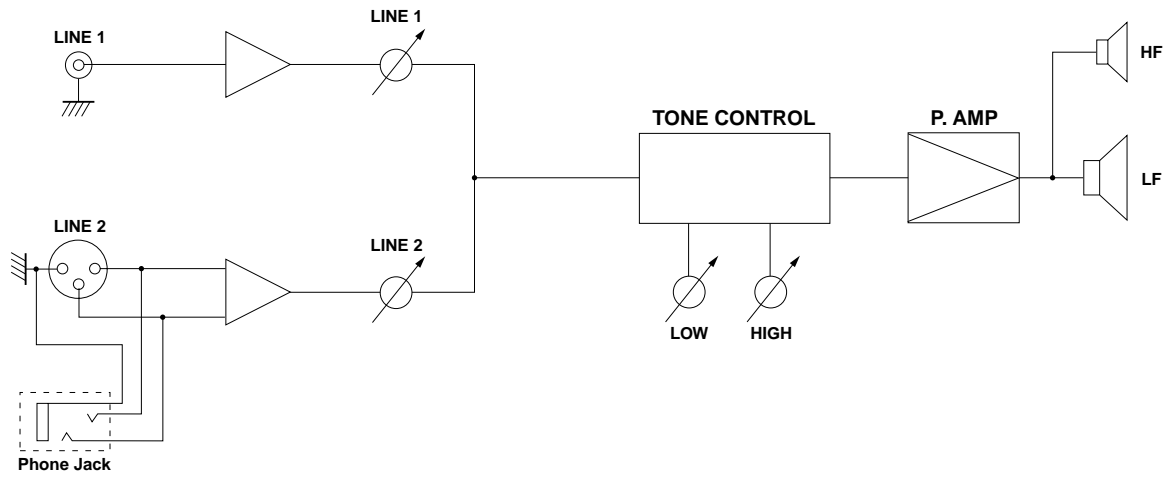 LINE 1
LINE 1
HF
TONE CONTROL
P. AMP
LF
LINE 2
LINE 2
LOW
HIGH
Phone Jack